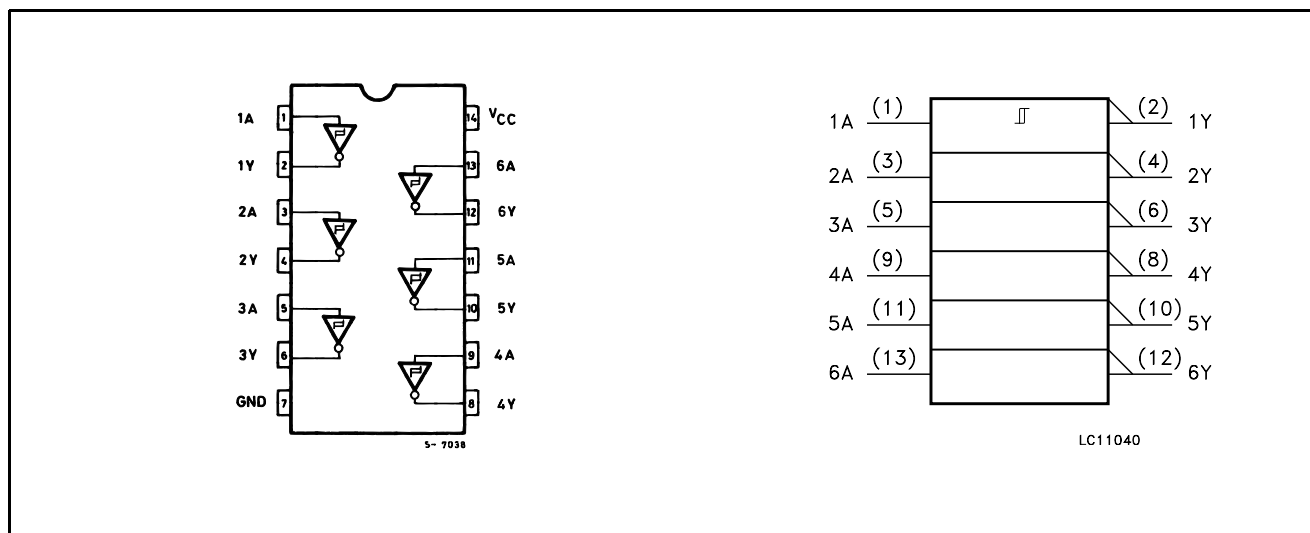 1A 1 14 VCC
1Y 2 13 6A
2A 3 12 6Y
2Y 4 11 5A
3A 5 10 5Y
3Y 6 9 4A
GND 7 8 4Y
S- 7038
1A (1) (2) 1Y
2A (3) (4) 2Y
3A (5) (6) 3Y
4A (9) (8) 4Y
5A (11) (10) 5Y
6A (13) (12) 6Y
LC11040